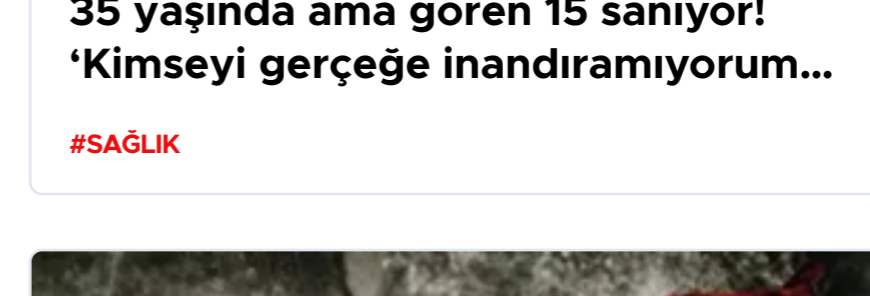 35 yaşında ama gören 15 sanıyor!
‘Kimseyi gerçeğe inandıramıyorum...
#SAĞLIK